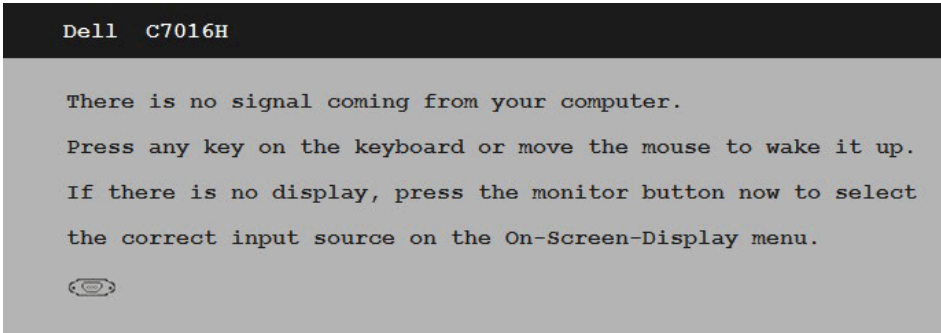 Dell C7016H
There is no signal coming from your computer.
Press any key on the keyboard or move the mouse to wake it up.
If there is no display, press the monitor button now to select
the correct input source on the On-Screen-Display menu.